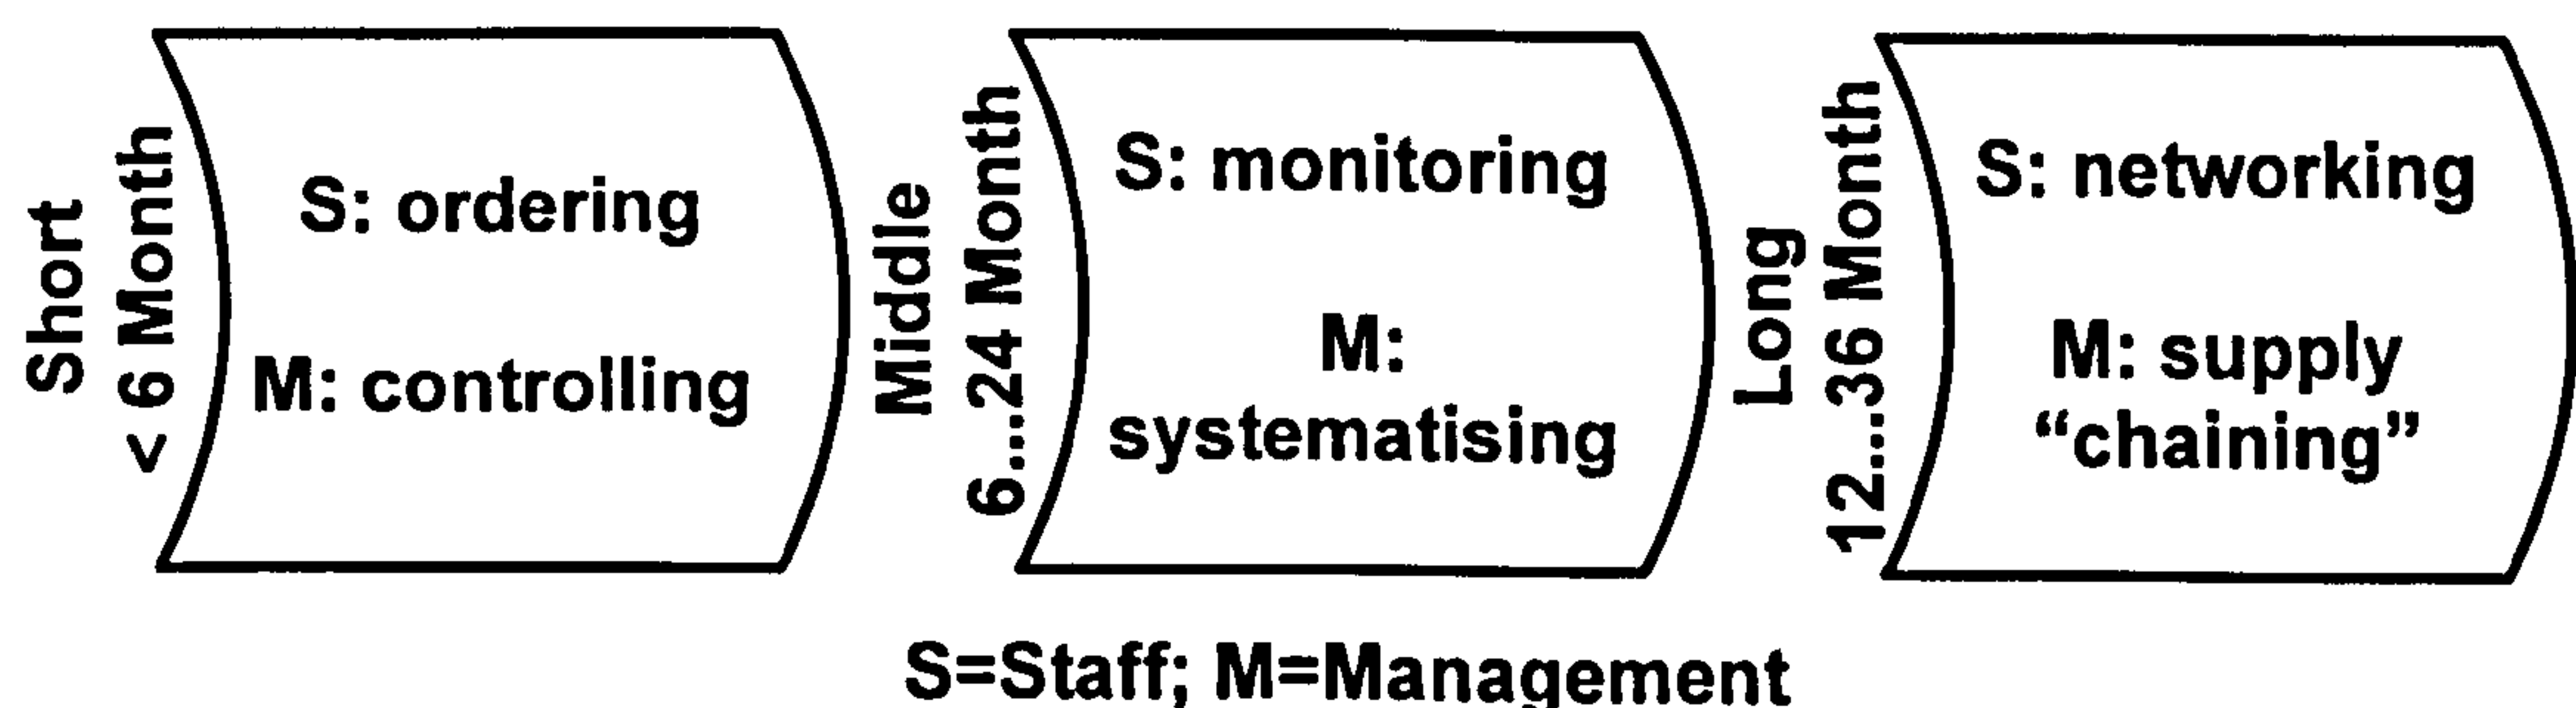 Short
< 6 Month
S: ordering
M: controlling
Middle
6...24 Month
S: monitoring
M:
systematising
Long
12...36 Month
S: networking
M: supply
“chaining”
S=Staff; M=Management